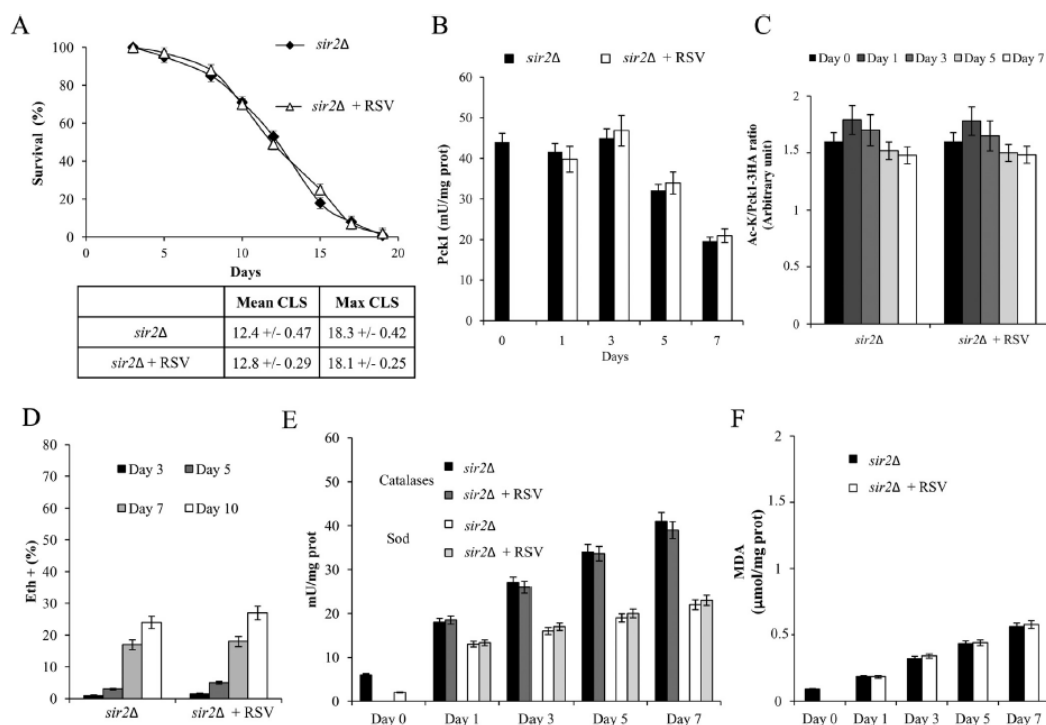 A
100
80
60
40
20
0
Survival (%)
sir2Δ
sir2Δ + RSV
0 5 10 15 20
Days
Mean CLS Max CLS
sir2Δ 12.4 +/- 0.47 18.3 +/- 0.42
sir2Δ + RSV 12.8 +/- 0.29 18.1 +/- 0.25
B
sir2Δ sir2Δ + RSV
60
40
20
0
Pck1 (mU/mg prot)
0 1 3 5 7
Days
C
Day 0 Day 1 Day 3 Day 5 Day 7
2
1.5
1
0.5
0
Ac-K/Pck1-3HA ratio
(Arbitrary unit)
sir2Δ sir2Δ + RSV
D
80
70
60
50
40
30
20
10
0
Eth + (%)
Day 3 Day 5
Day 7 Day 10
sir2Δ sir2Δ + RSV
E
60
50
40
30
20
10
0
mU/mg prot
Catalases
sir2Δ
sir2Δ + RSV
Sod
sir2Δ
sir2Δ + RSV
Day 0 Day 1 Day 3 Day 5 Day 7
F
2
1.5
1
0.5
0
MDA
(µmol/mg prot)
sir2Δ
sir2Δ + RSV
Day 0 Day 1 Day 3 Day 5 Day 7